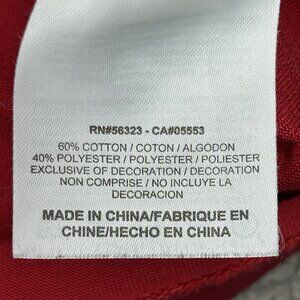 RN#56323 - CA#05553
60% COTTON / COTON / ALGODON
40% POLYESTER / POLYESTER / POLIESTER
EXCLUSIVE OF DECORATION / DECORATION
NON COMPRISE / NO INCLUYE LA
DECORACION
MADE IN CHINA/FABRIQUE EN
CHINE/HECHO EN CHINA